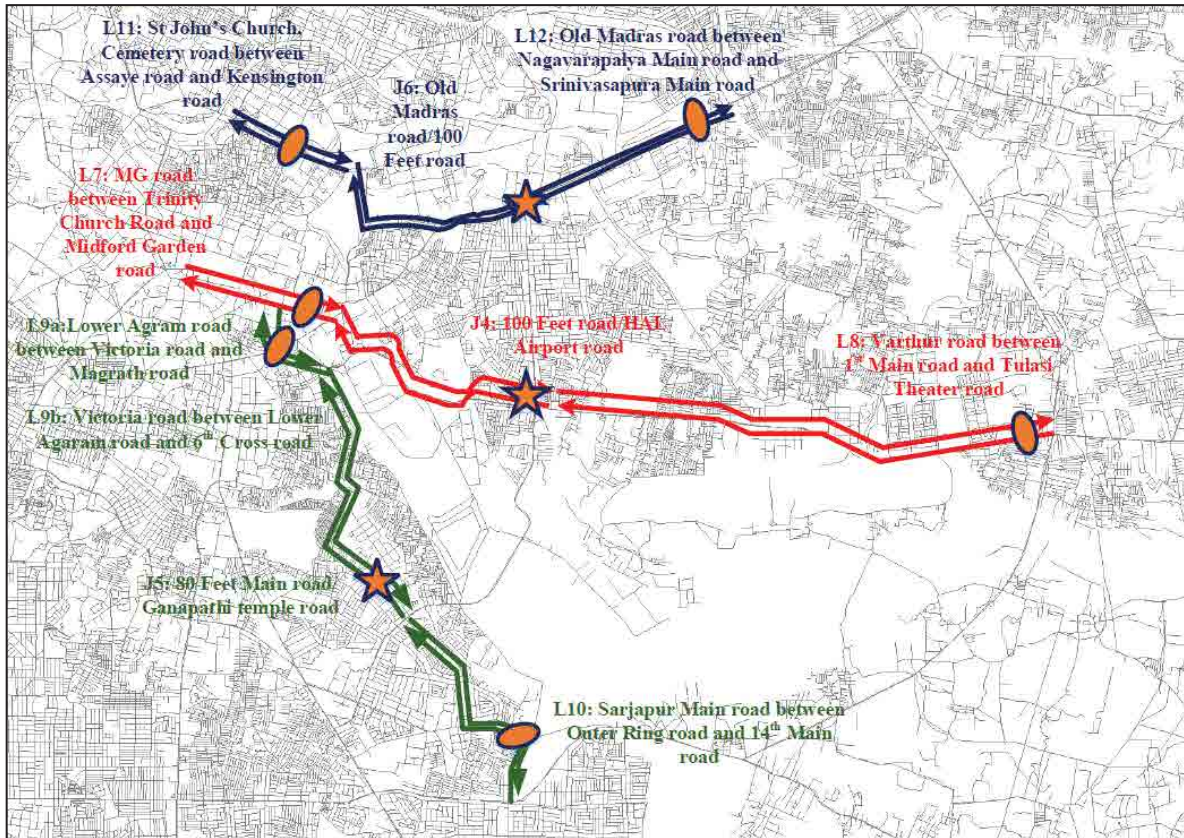 L11: St John's Church,
Cemetery road between
Assaye road and Kensington
road
L12: Old Madras road between
Nagavarapalya Main road and
Srinivasapura Main road
J6: Old
Madras
road/100
Feet road
L7: MG road
between Trinity
Church Road and
Midford Garden
road
L9a:Lower Agram road
between Victoria road and
Magrath road
J4: 100 Feet road/HAL
Airport road
L8: Varthur road between
1st Main road and Tulasi
Theater road
L9b: Victoria road between Lower
Agaram road and 6th Cross road
J5: 80 Feet Main road/
Ganapathi temple road
L10: Sarjapur Main road between
Outer Ring road and 14th Main
road